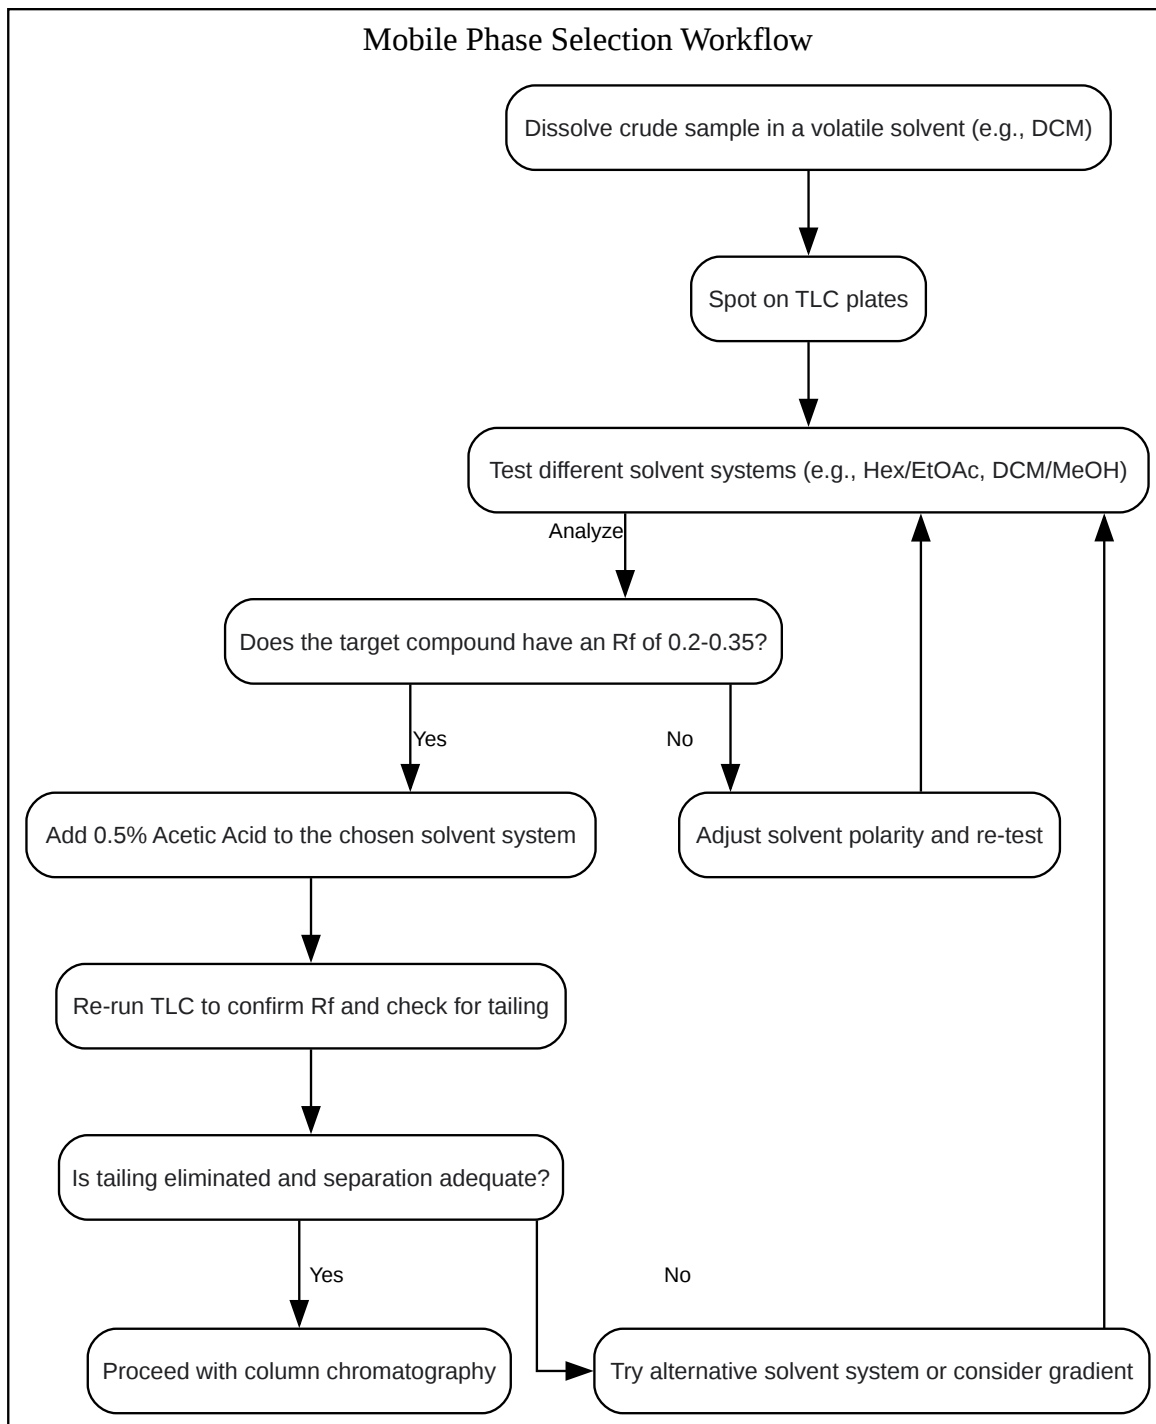 Mobile Phase Selection Workflow
Dissolve crude sample in a volatile solvent (e.g., DCM)
Spot on TLC plates
Test different solvent systems (e.g., Hex/EtOAc, DCM/MeOH)
Analyze
Does the target compound have an Rf of 0.2-0.35?
Yes
No
Add 0.5% Acetic Acid to the chosen solvent system
Adjust solvent polarity and re-test
Re-run TLC to confirm Rf and check for tailing
Is tailing eliminated and separation adequate?
Yes
No
Proceed with column chromatography
Try alternative solvent system or consider gradient